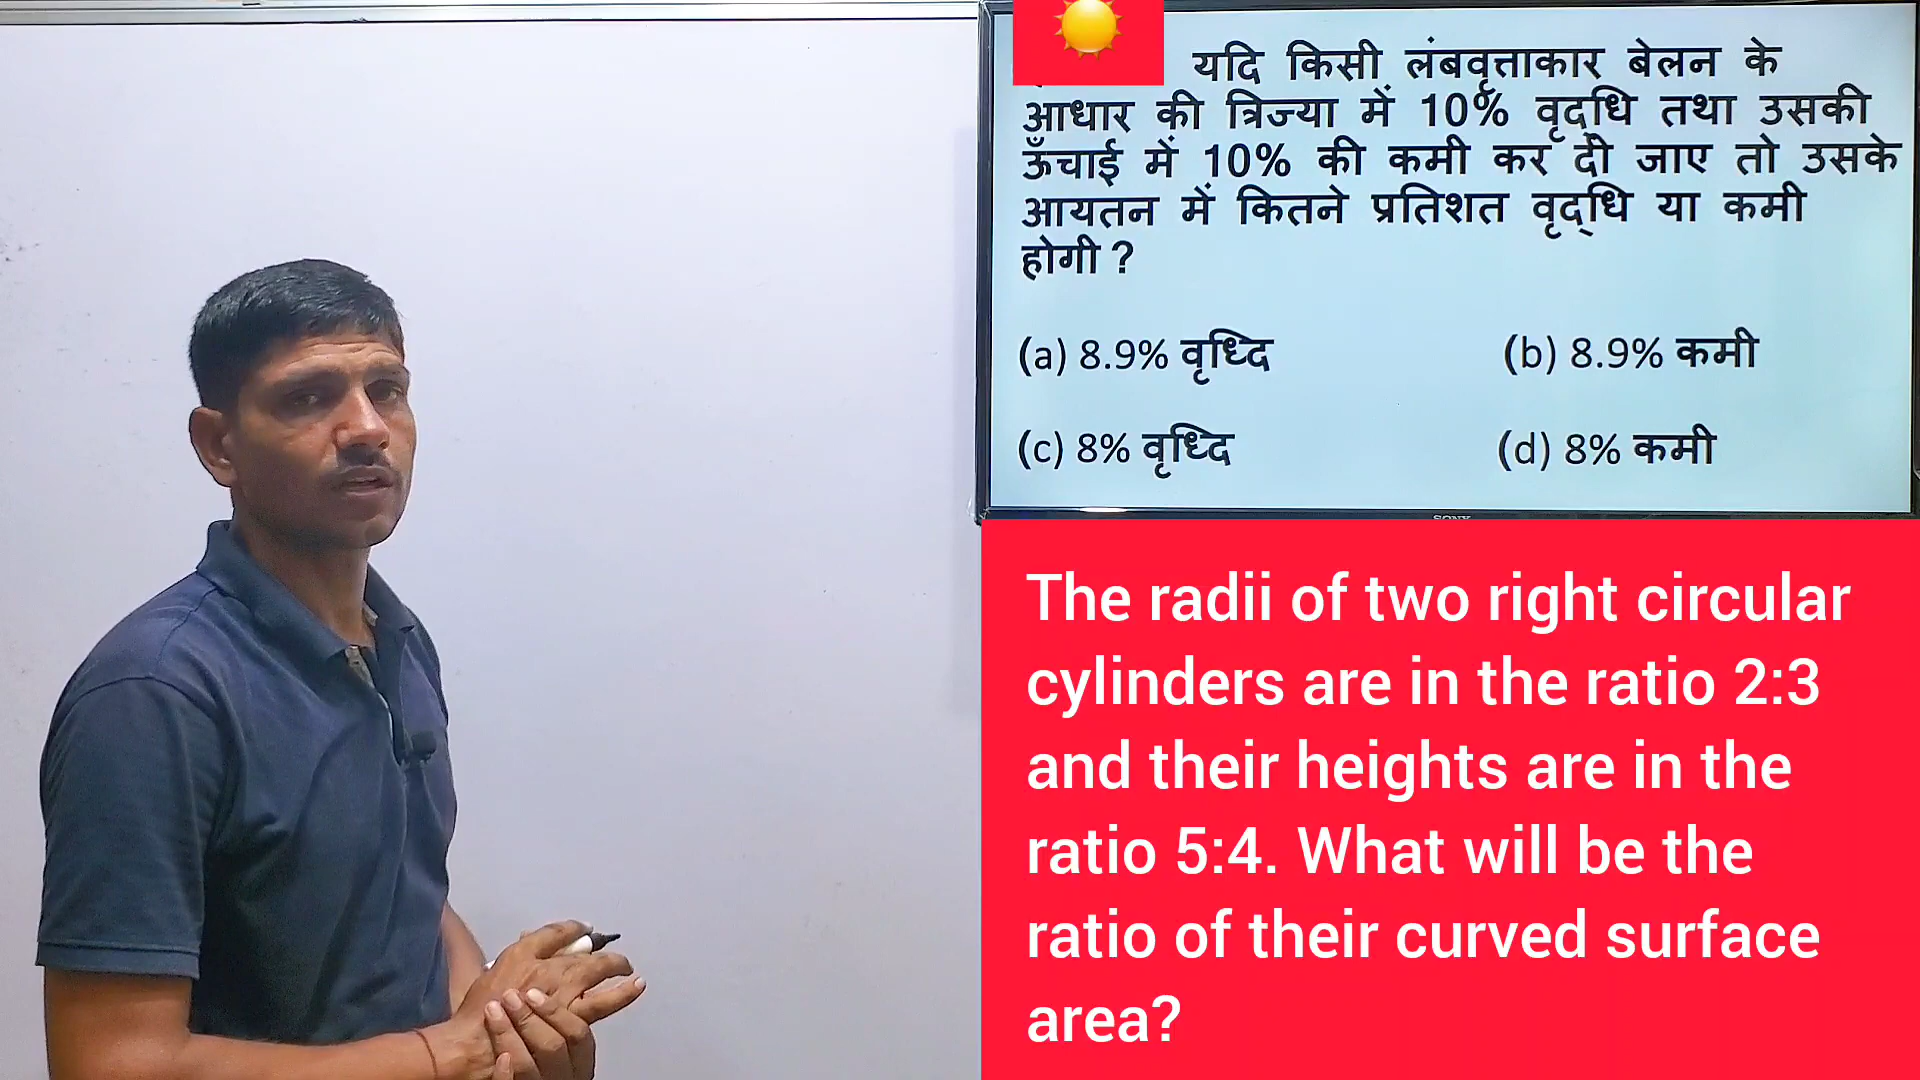 यदि किसी लंबवृत्ताकार बेलन के
आधार की त्रिज्या में 10% वृद्धि तथा उसकी
ऊँचाई में 10% की कमी कर दी जाए तो उसके
आयतन में कितने प्रतिशत वृद्धि या कमी
होगी ?
(a) 8.9% वृध्दि (b) 8.9% कमी
(c) 8% वृध्दि (d) 8% कमी
SONY
The radii of two right circular
cylinders are in the ratio 2:3
and their heights are in the
ratio 5:4. What will be the
ratio of their curved surface
area?